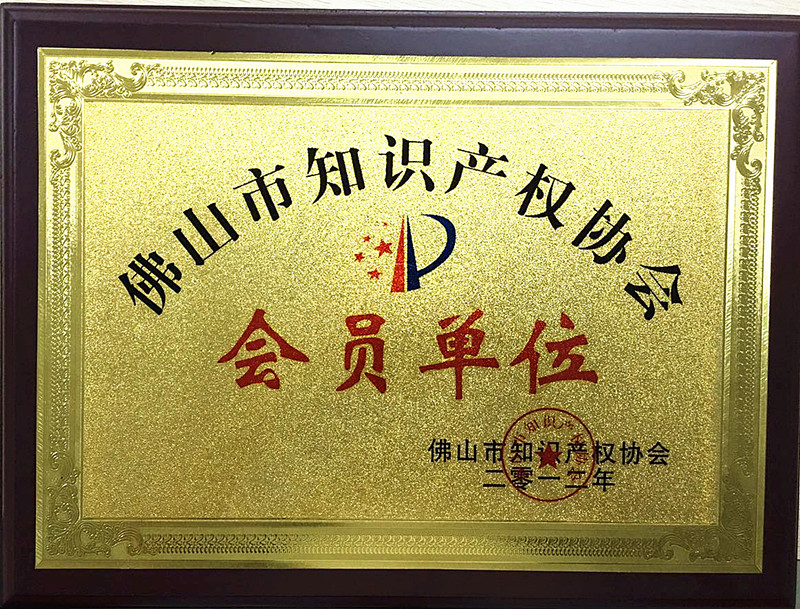 佛山市知识产权协会
会员单位
佛山市知识产权协会
二零一二年